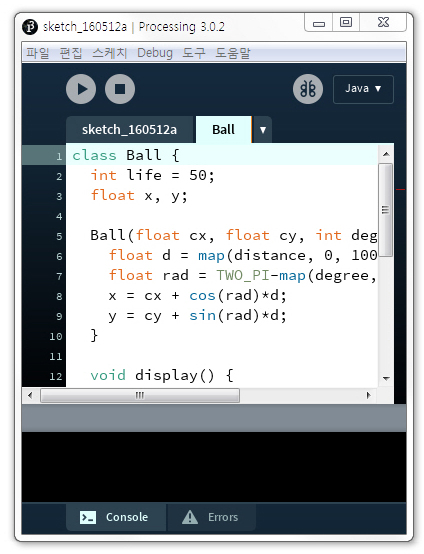 sketch_160512a | Processing 3.0.2
파일 편집 스케치 Debug 도구 도움말
Java ▼
sketch_160512a Ball ▼
1 class Ball {
2 int life = 50;
3 float x, y;
4
5 Ball(float cx, float cy, int deg
6 float d = map(distance, 0, 100
7 float rad = TWO_PI-map(degree,
8 x = cx + cos(rad)*d;
9 y = cy + sin(rad)*d;
10 }
11
12 void display() {
Console Errors